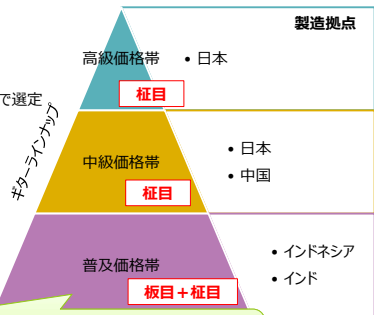 製造拠点
高級価格帯
• 日本
柾目
で選定
ギターラインナップ
中級価格帯
• 日本
• 中国
柾目
普及価格帯
• インドネシア
• インド
板目+柾目